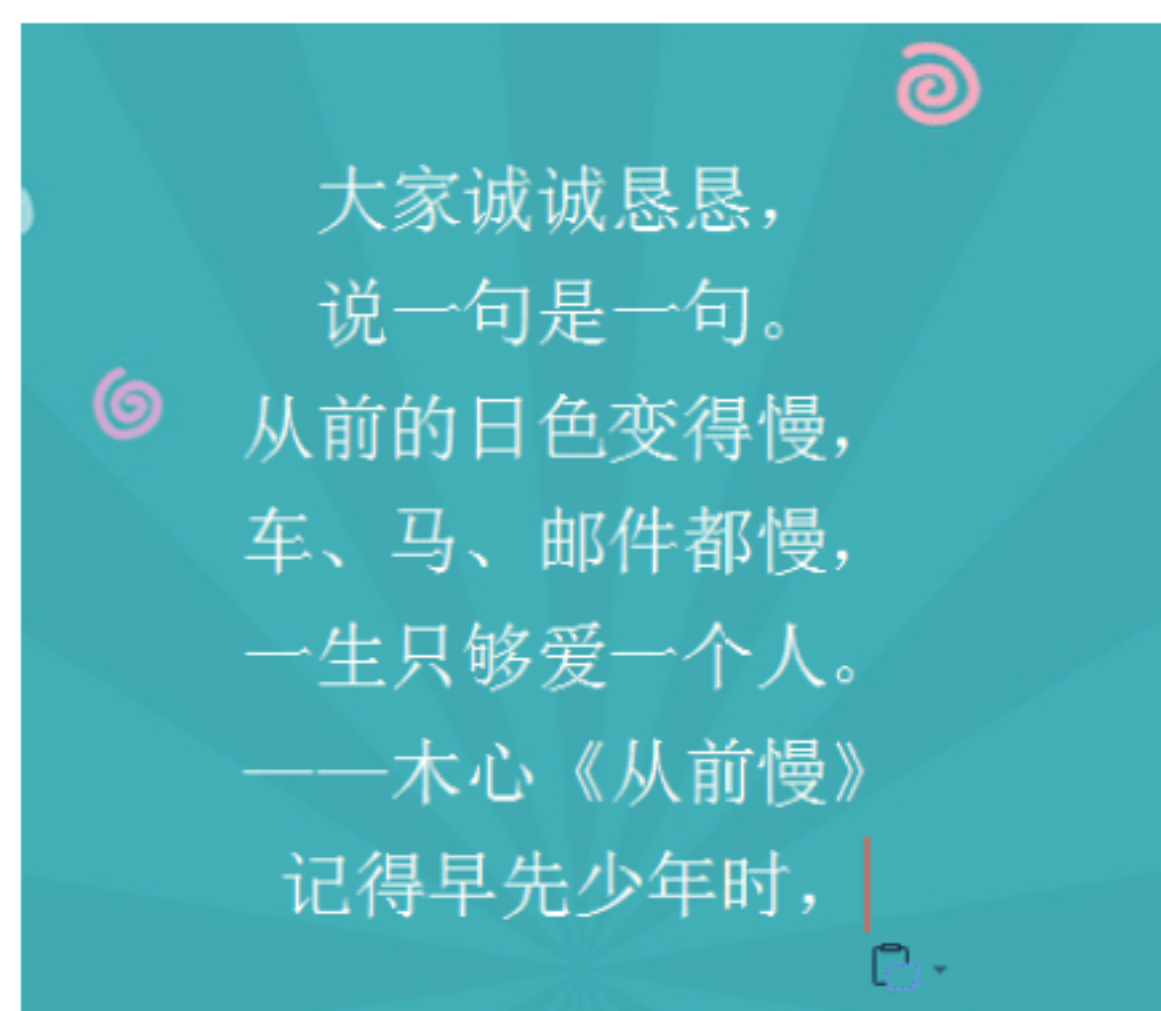 大家诚诚恳恳，
说一句是一句。
从前的日色变得慢，
车、马、邮件都慢，
一生只够爱一个人。
——木心《从前慢》
记得早先少年时，